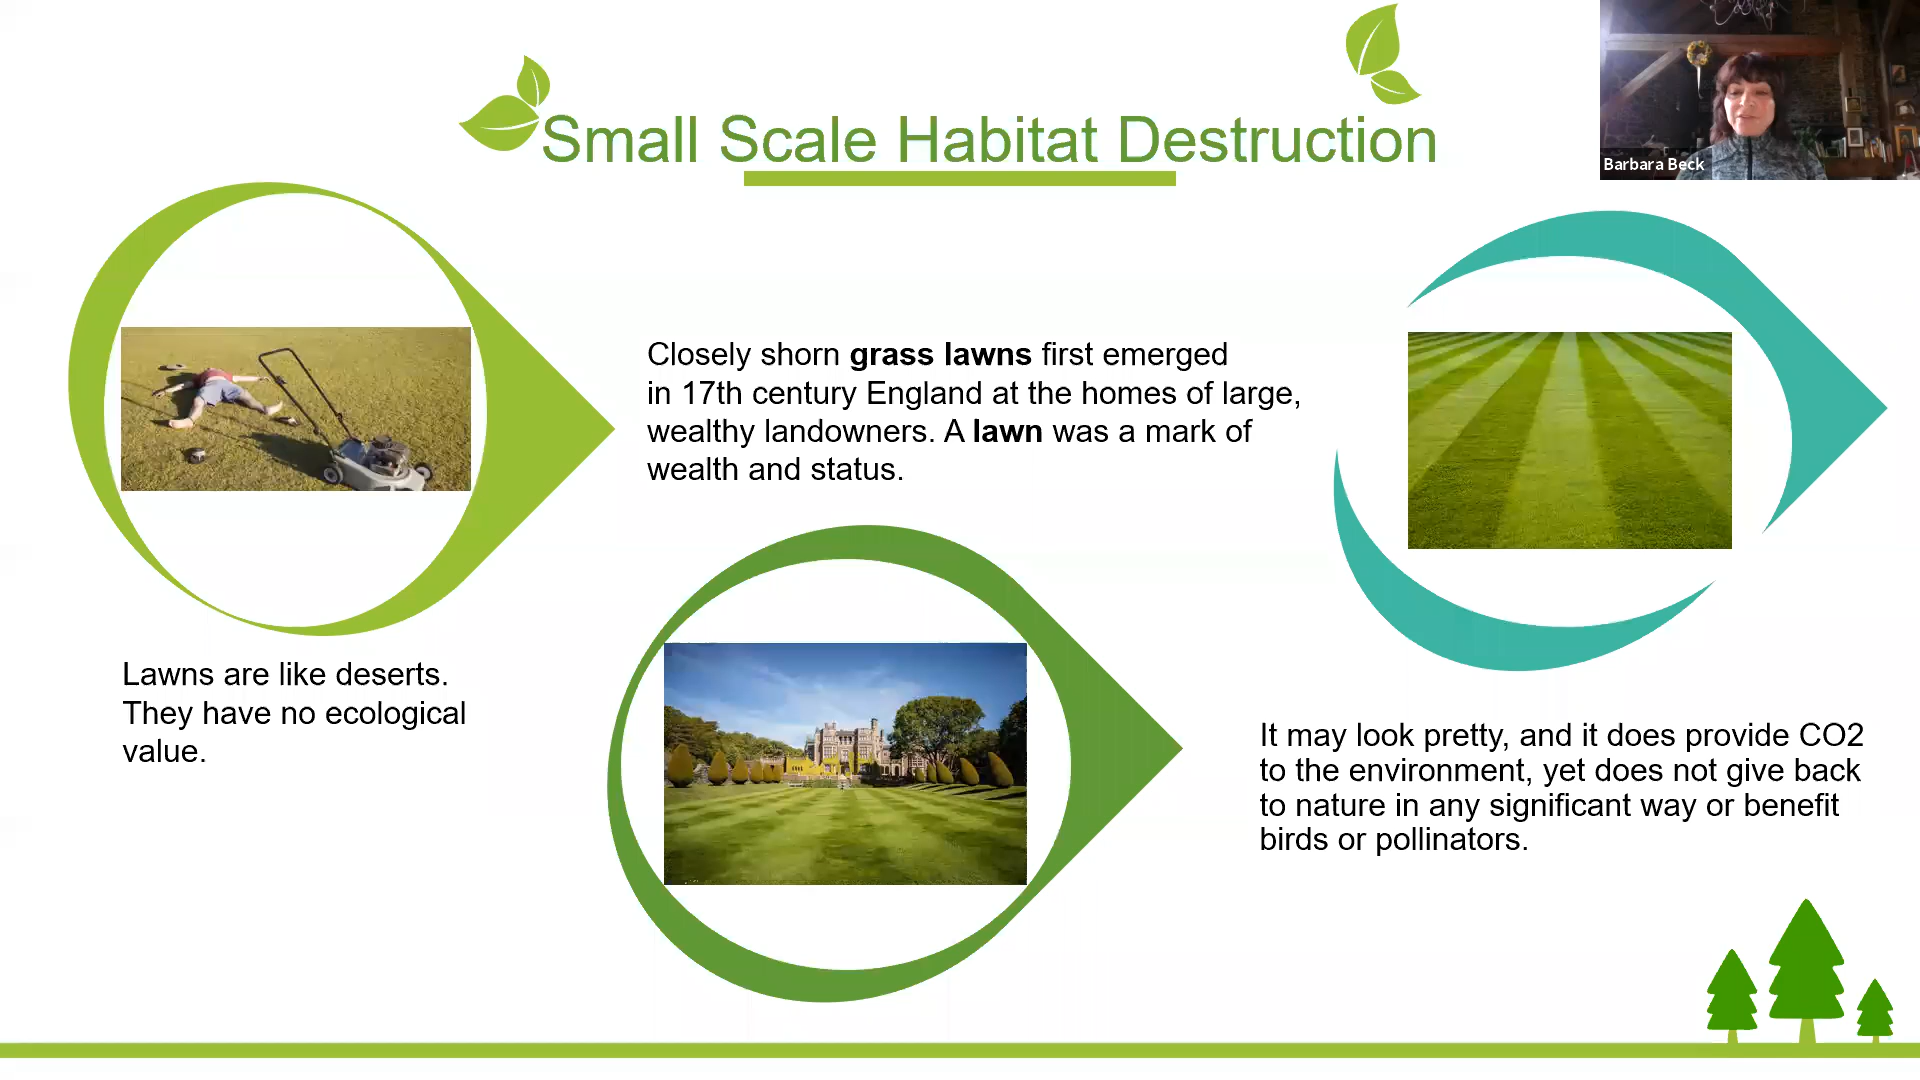 Small Scale Habitat Destruction
Barbara Beck
Closely shorn grass lawns first emerged
in 17th century England at the homes of large,
wealthy landowners. A lawn was a mark of
wealth and status.
Lawns are like deserts.
They have no ecological
value.
It may look pretty, and it does provide CO2
to the environment, yet does not give back
to nature in any significant way or benefit
birds or pollinators.